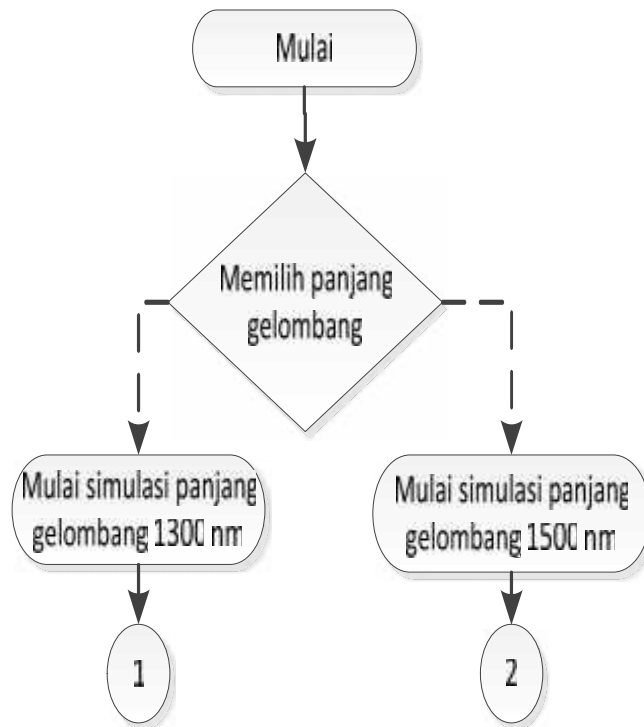 Mulai
Memilih panjang
gelombang
Mulai simulasi panjang
gelombang 1300 nm
Mulai simulasi panjang
gelombang 1500 nm
1
2